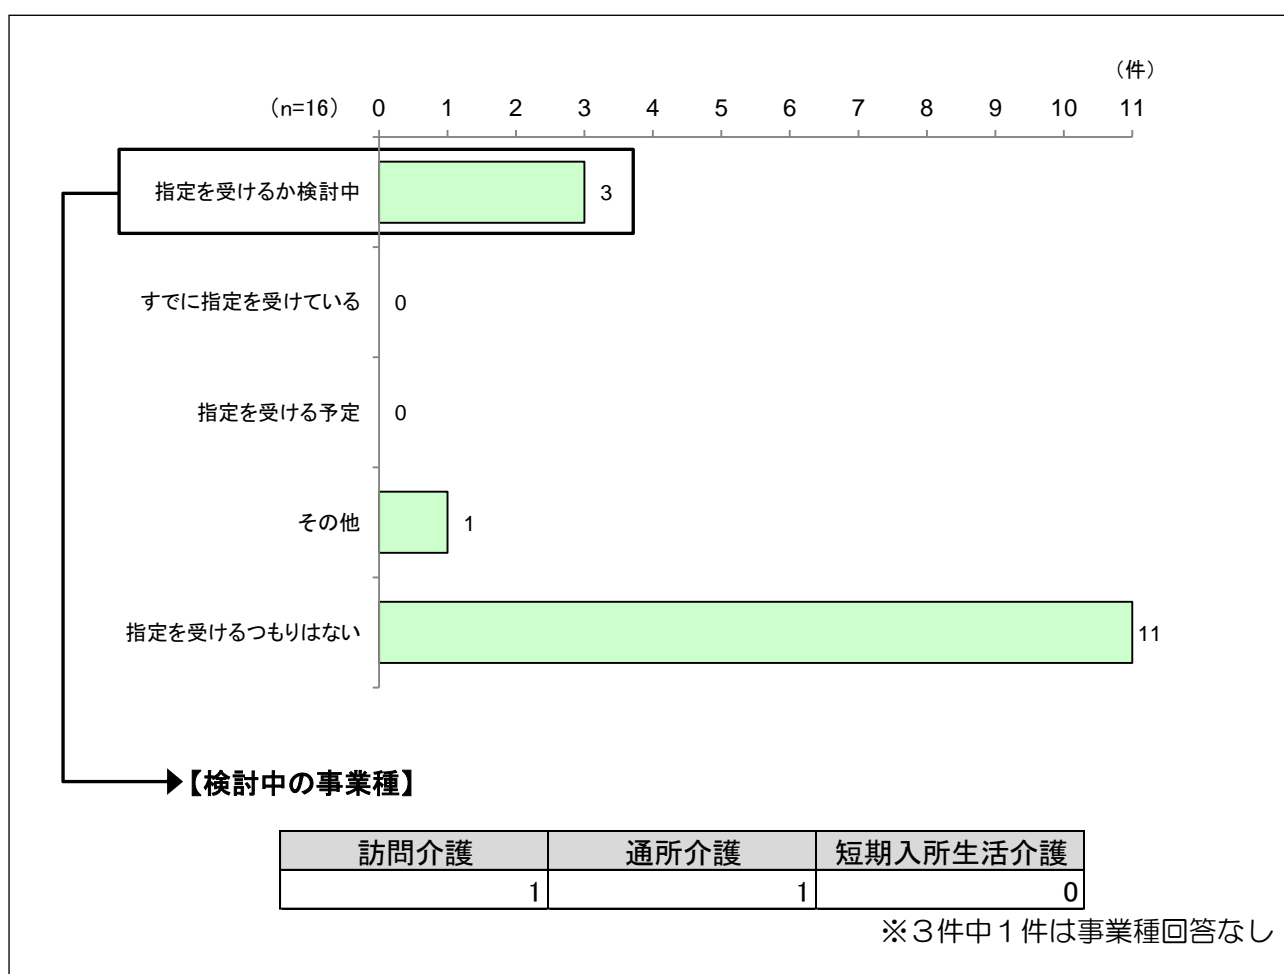 （件）
（n=16） 0 1 2 3 4 5 6 7 8 9 10 11
指定を受けるか検討中 3
すでに指定を受けている 0
指定を受ける予定 0
その他 1
指定を受けるつもりはない 11
【検討中の事業種】
訪問介護 通所介護 短期入所生活介護
1 1 0
※３件中１件は事業種回答なし